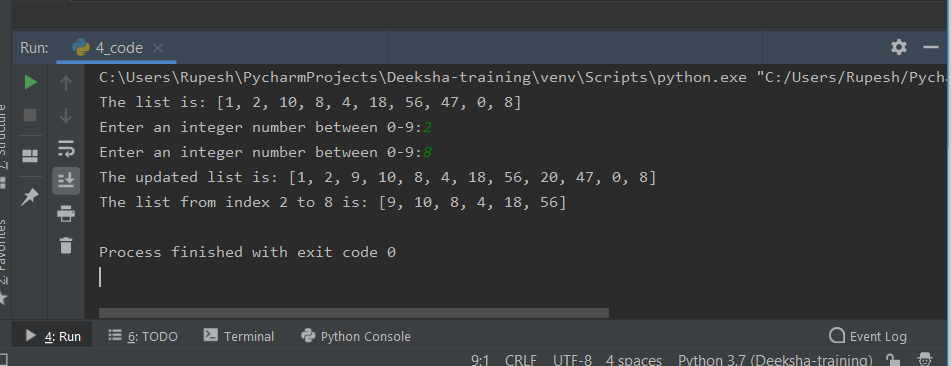 Run: 4_code
C:\Users\Rupesh\PycharmProjects\Deeksha-training\venv\Scripts\python.exe "C:/Users/Rupesh/Pycha
The list is: [1, 2, 10, 8, 4, 18, 56, 47, 0, 8]
Enter an integer number between 0-9:2
Enter an integer number between 0-9:8
The updated list is: [1, 2, 9, 10, 8, 4, 18, 56, 20, 47, 0, 8]
The list from index 2 to 8 is: [9, 10, 8, 4, 18, 56]
Process finished with exit code 0
7: Structure
2: Favorites
4: Run 6: TODO Terminal Python Console Event Log
9:1 CRLF UTF-8 4 spaces Python 3.7 (Deeksha-training)